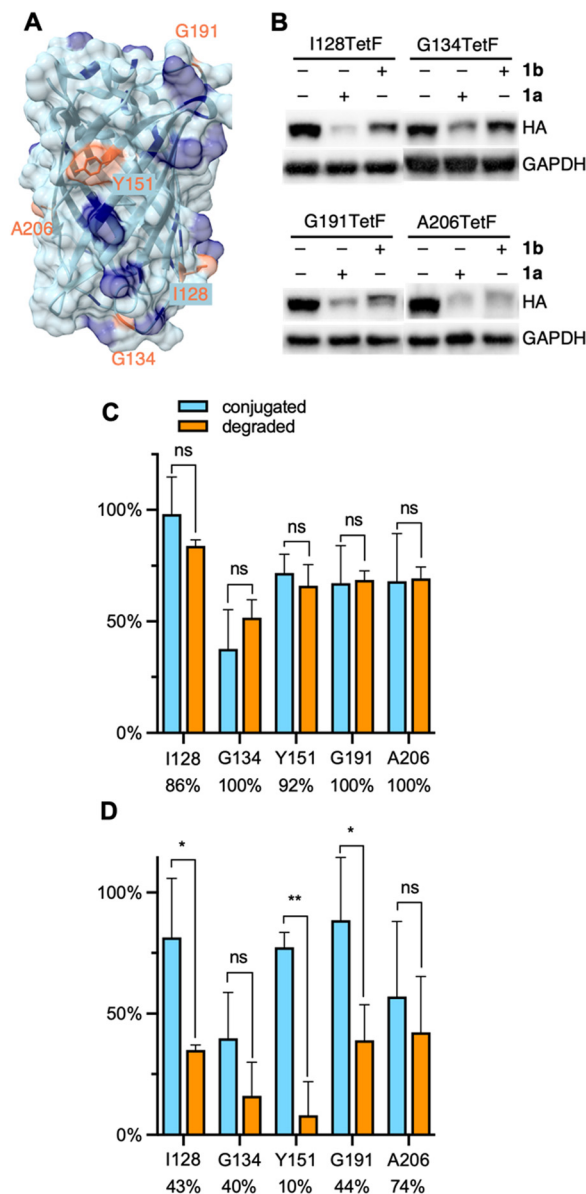 A
G191
Y151
A206
I128
G134
B
I128TetF G134TetF
– – + – – + 1b
– + – – + – 1a
HA
GAPDH
G191TetF A206TetF
– – + – – + 1b
– + – – + – 1a
HA
GAPDH
C
conjugated
degraded
ns ns ns ns ns
100%
50%
0%
I128 G134 Y151 G191 A206
86% 100% 92% 100% 100%
D
* ns ** * ns
100%
50%
0%
I128 G134 Y151 G191 A206
43% 40% 10% 44% 74%